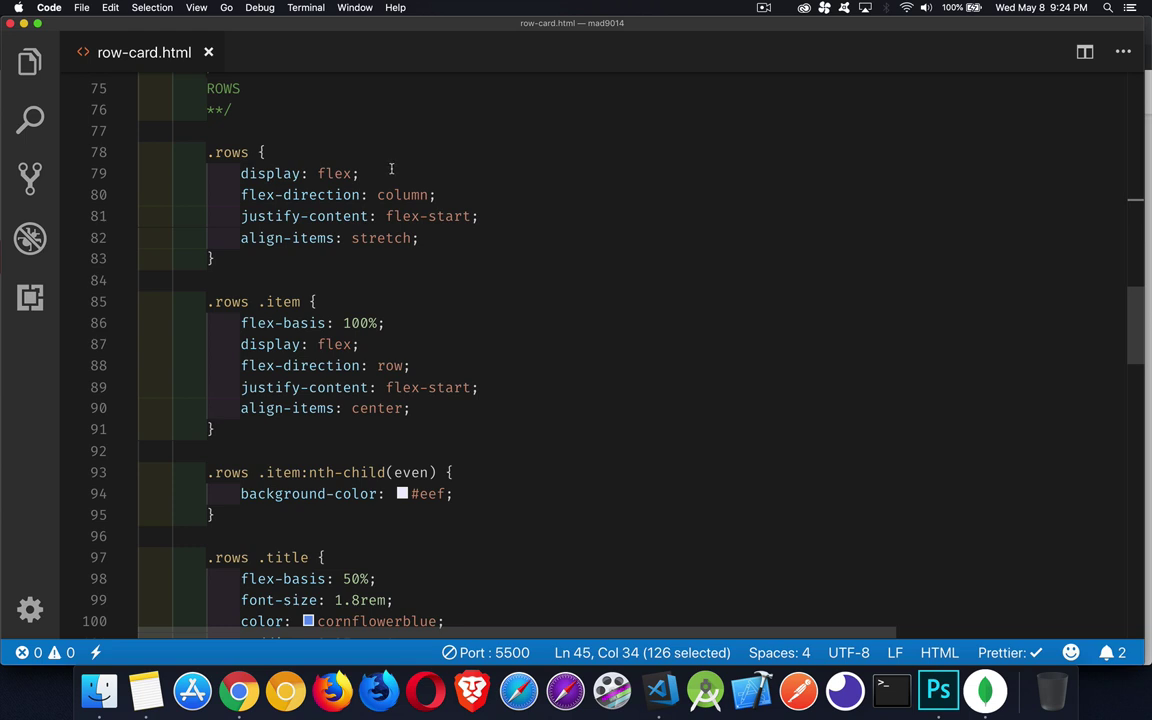 Code File Edit Selection View Go Debug Terminal Window Help 100% Wed May 8 9:24 PM
row-card.html — mad9014
<> row-card.html ×
75 ROWS
76 **/
77
78 .rows {
79 display: flex;
80 flex-direction: column;
81 justify-content: flex-start;
82 align-items: stretch;
83 }
84
85 .rows .item {
86 flex-basis: 100%;
87 display: flex;
88 flex-direction: row;
89 justify-content: flex-start;
90 align-items: center;
91 }
92
93 .rows .item:nth-child(even) {
94 background-color: #eef;
95 }
96
97 .rows .title {
98 flex-basis: 50%;
99 font-size: 1.8rem;
100 color: cornflowerblue;
0 0 Port : 5500 Ln 45, Col 34 (126 selected) Spaces: 4 UTF-8 LF HTML Prettier: ✓ 2
>_ Ps